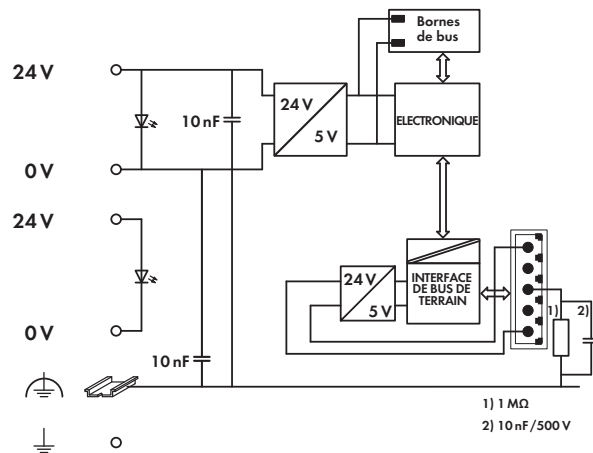 Bornes
de bus
24 V
10 nF
24 V
5 V
ELECTRONIQUE
0 V
24 V
INTERFACE
DE BUS DE
TERRAIN
24 V
5 V
1)
2)
0 V
10 nF
1) 1 MΩ
2) 10 nF/500 V